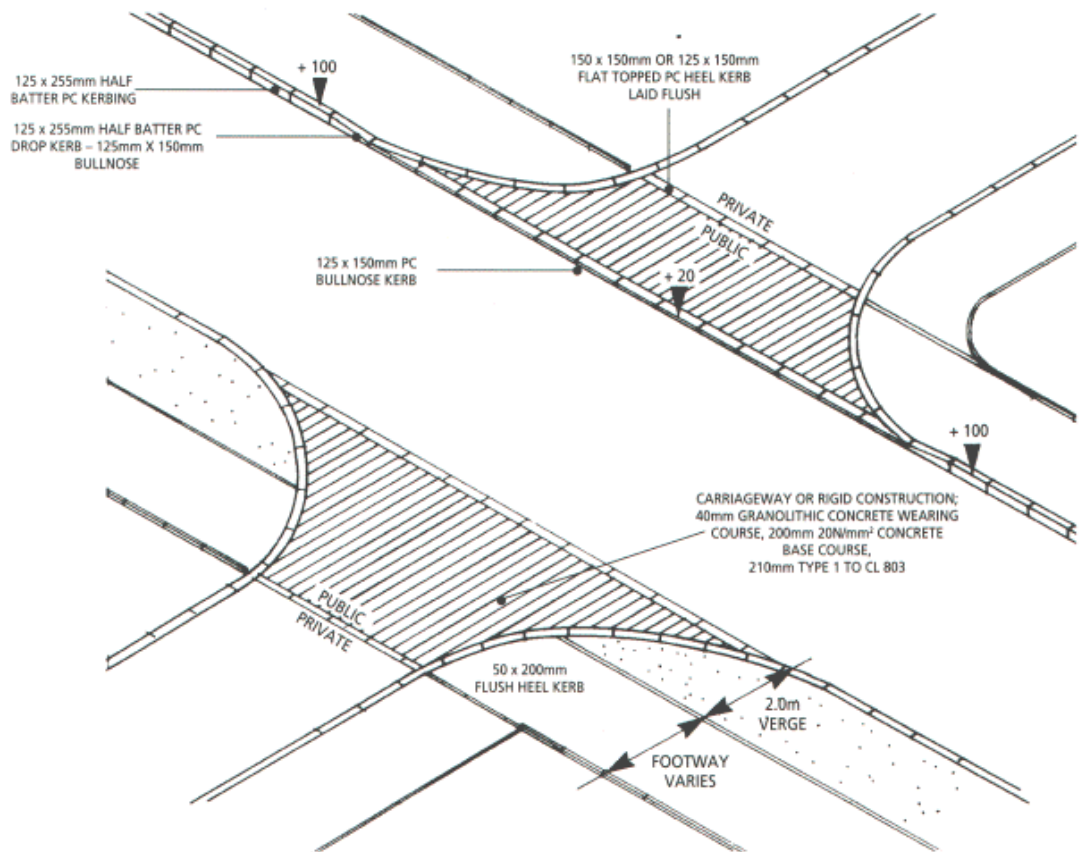 150 x 150mm OR 125 x 150mm
FLAT TOPPED PC HEEL KERB
LAID FLUSH
+ 100
125 x 255mm HALF
BATTER PC KERBING
125 x 255mm HALF BATTER PC
DROP KERB – 125mm X 150mm
BULLNOSE
PRIVATE
PUBLIC
125 x 150mm PC
BULLNOSE KERB
+ 20
+ 100
CARRIAGEWAY OR RIGID CONSTRUCTION;
40mm GRANOLITHIC CONCRETE WEARING
COURSE, 200mm 20N/mm² CONCRETE
BASE COURSE,
210mm TYPE 1 TO CL 803
PUBLIC
PRIVATE
50 x 200mm
FLUSH HEEL KERB
2.0m
VERGE
FOOTWAY
VARIES